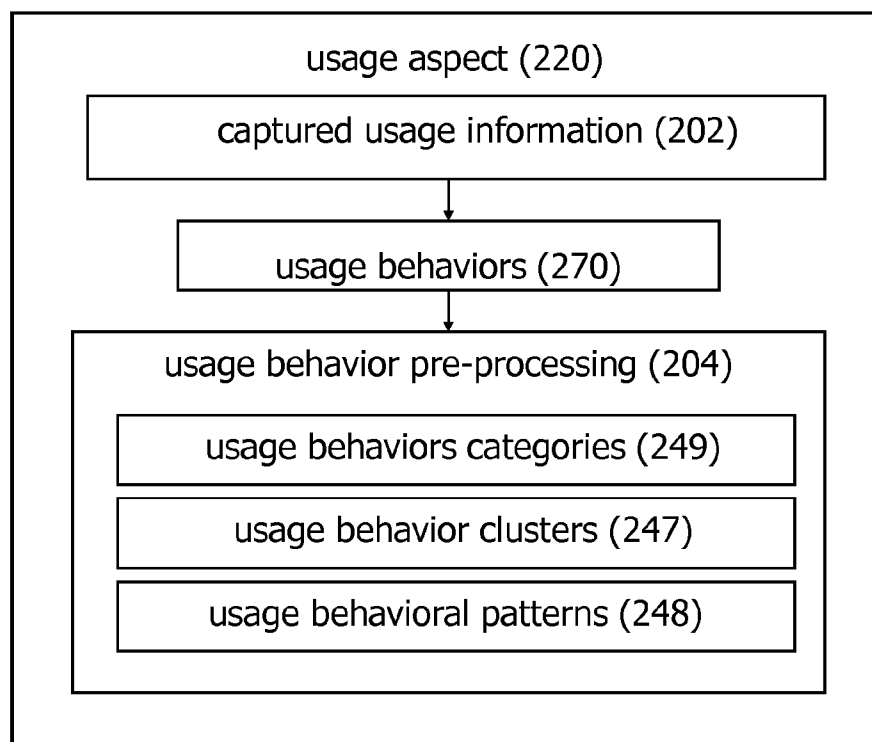 usage aspect (220)
captured usage information (202)
usage behaviors (270)
usage behavior pre-processing (204)
usage behaviors categories (249)
usage behavior clusters (247)
usage behavioral patterns (248)